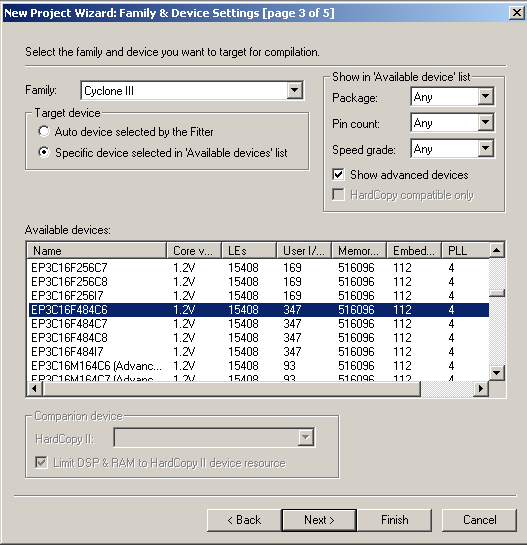 New Project Wizard: Family & Device Settings [page 3 of 5]
Select the family and device you want to target for compilation.
Family: Cyclone III
Target device
Auto device selected by the Fitter
Specific device selected in 'Available devices' list
Show in 'Available device' list
Package: Any
Pin count: Any
Speed grade: Any
Show advanced devices
HardCopy compatible only
Available devices:
Name Core v... LEs User I/... Memor... Embed... PLL
EP3C16F256C7 1.2V 15408 169 516096 112 4
EP3C16F256C8 1.2V 15408 169 516096 112 4
EP3C16F256I7 1.2V 15408 169 516096 112 4
EP3C16F484C6 1.2V 15408 347 516096 112 4
EP3C16F484C7 1.2V 15408 347 516096 112 4
EP3C16F484C8 1.2V 15408 347 516096 112 4
EP3C16F484I7 1.2V 15408 347 516096 112 4
EP3C16M164C6 (Advanc... 1.2V 15408 93 516096 112 4
EP3C16M164C7 (Advanc... 1.2V 15408 93 516096 112 4
Companion device
HardCopy II:
Limit DSP & RAM to HardCopy II device resource
< Back Next > Finish Cancel